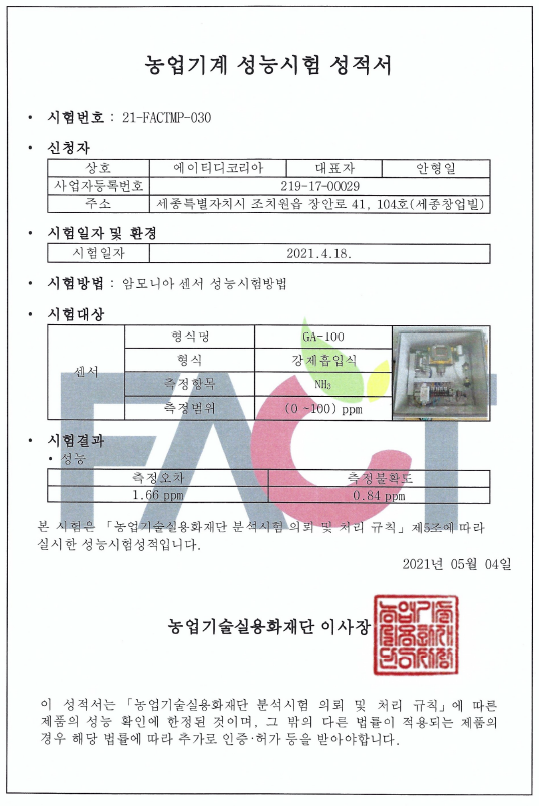 농업기계 성능시험 성적서
• 시험번호 : 21-FACTMP-030
• 신청자
상호 에이티디코리아 대표자 안형일
사업자등록번호 219-17-00029
주소 세종특별자치시 조치원읍 장안로 41, 104호(세종창업빌)
• 시험일자 및 환경
시험일자 2021.4.18.
• 시험방법 : 암모니아 센서 성능시험방법
• 시험대상
센서
형식명 GA-100
형식 강제흡입식
측정항목 NH₃
측정범위 (0 ~100) ppm
• 시험결과
• 성능
측정오차 측정불확도
1.66 ppm 0.84 ppm
FACT
본 시험은 「농업기술실용화재단 분석시험 의뢰 및 처리 규칙」 제5조에 따라
실시한 성능시험성적입니다.
2021년 05월 04일
농업기술실용화재단 이사장
이 성적서는 「농업기술실용화재단 분석시험 의뢰 및 처리 규칙」에 따른
제품의 성능 확인에 한정된 것이며, 그 밖의 다른 법률이 적용되는 제품의
경우 해당 법률에 따라 추가로 인증·허가 등을 받아야합니다.